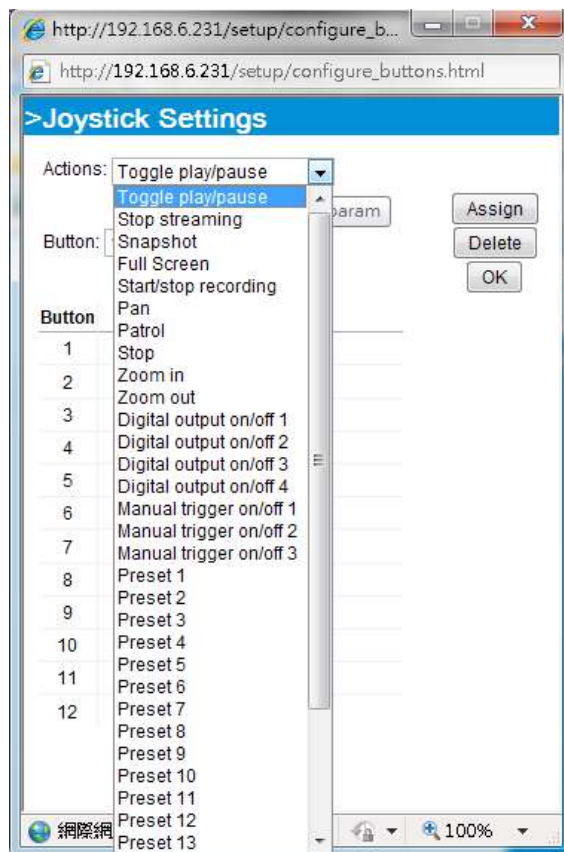 http://192.168.6.231/setup/configure_b...
http://192.168.6.231/setup/configure_buttons.html
>Joystick Settings
Actions: Toggle play/pause
Toggle play/pause
Stop streaming
Snapshot
Full Screen
Start/stop recording
Pan
Patrol
Stop
Zoom in
Zoom out
Digital output on/off 1
Digital output on/off 2
Digital output on/off 3
Digital output on/off 4
Manual trigger on/off 1
Manual trigger on/off 2
Manual trigger on/off 3
Preset 1
Preset 2
Preset 3
Preset 4
Preset 5
Preset 6
Preset 7
Preset 8
Preset 9
Preset 10
Preset 11
Preset 12
Preset 13
param
Assign
Button:
Delete
OK
Button
1
2
3
4
5
6
7
8
9
10
11
12
網際網
100%